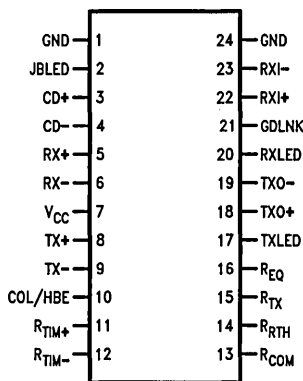 GND 1 24 GND
JBLED 2 23 RXI-
CD+ 3 22 RXI+
CD- 4 21 GDLNK
RX+ 5 20 RXLED
RX- 6 19 TXO-
VCC 7 18 TXO+
TX+ 8 17 TXLED
TX- 9 16 REQ
COL/HBE 10 15 RTX
RTIM+ 11 14 RRTH
RTIM- 12 13 RCOM